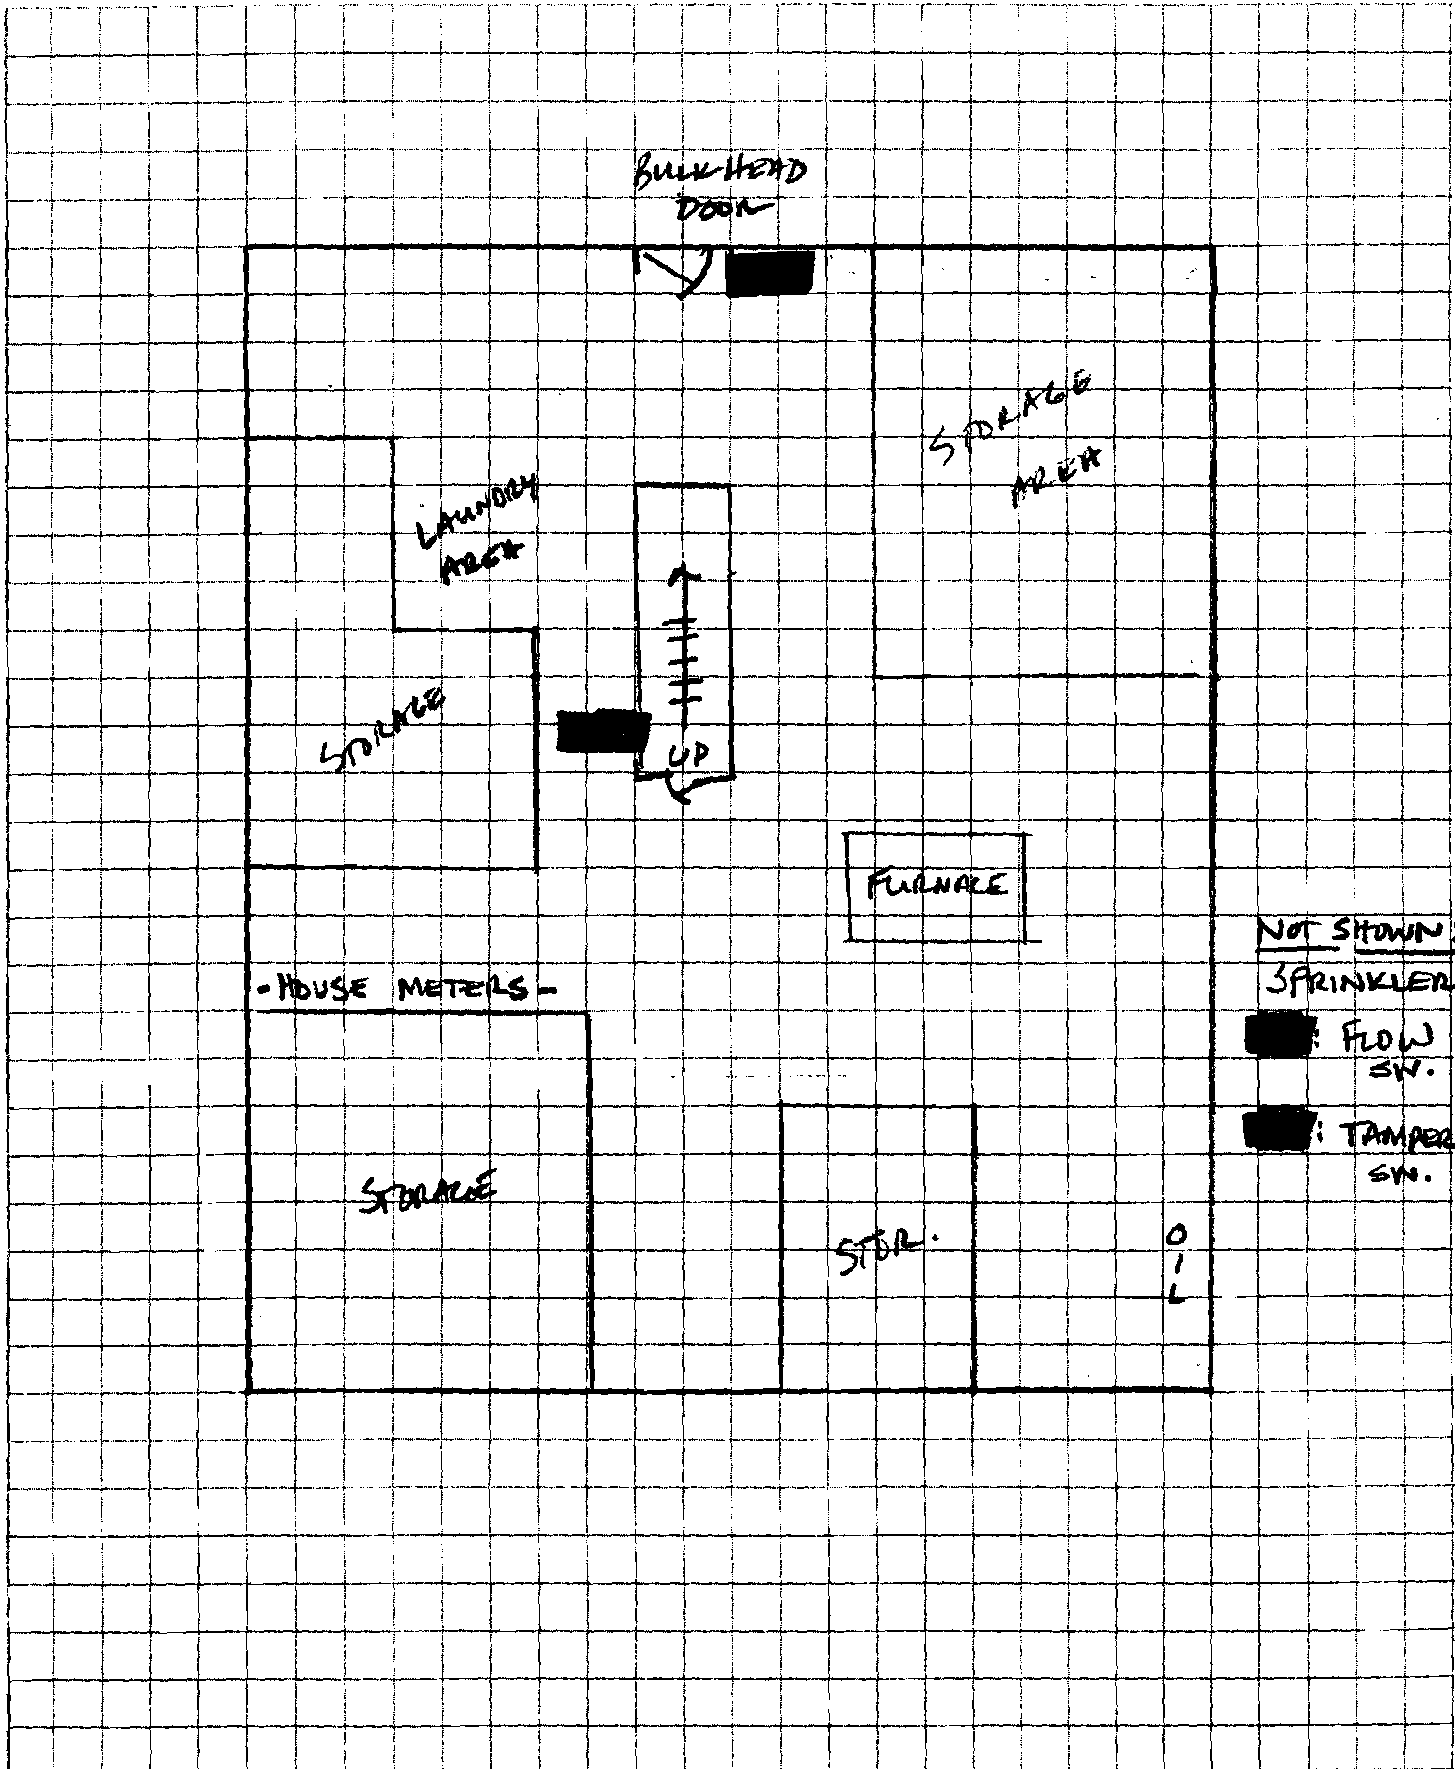 BULKHEAD
DOOR
STORAGE
AREA
LAUNDRY
AREA
STORAGE
UP
FURNACE
NOT SHOWN:
SPRINKLER
: FLOW
SW.
: TAMPER
SW.
-HOUSE METERS-
STORAGE
STOR.
OIL